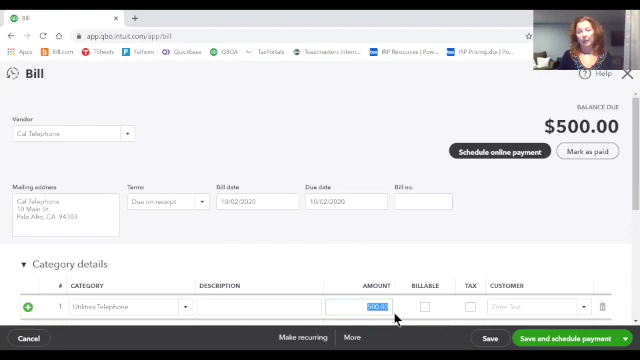 Bill
app.qbo.intuit.com/app/bill
Apps Bill.com TSheets Fathom Quickbase QBOA TaxPortals Toastmasters Intern... IRP Resources | Pow... IRP Pricing.xlsx | Pow...
Bill
Help
BALANCE DUE
$500.00
Schedule online payment Mark as paid
Vendor
Cal Telephone
Mailing address Terms Bill date Due date Bill no.
Cal Telephone
10 Main St.
Palo Alto, CA 94303
Due on receipt 10/02/2020 10/02/2020
Category details
# CATEGORY DESCRIPTION AMOUNT BILLABLE TAX CUSTOMER
1 Utilities:Telephone 500.00 Enter Text
Cancel Make recurring More Save Save and schedule payment